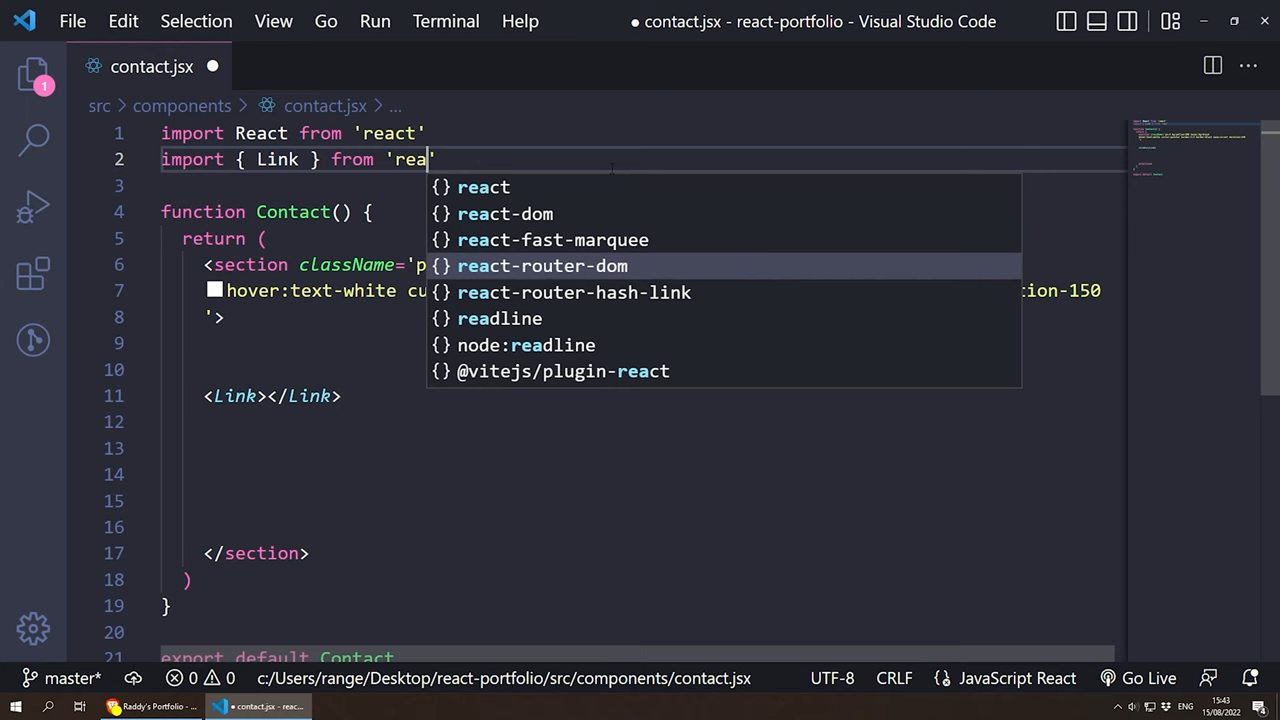 File Edit Selection View Go Run Terminal Help ● contact.jsx - react-portfolio - Visual Studio Code
contact.jsx
src > components > contact.jsx > ...
1 import React from 'react'
2 import { Link } from 'rea'
3
4 function Contact() {
5 return (
6 <section className='p
7 hover:text-white cu tion-150
8 '>
9
10
11 <Link></Link>
12
13
14
15
16
17 </section>
18 )
19 }
20
21 export default Contact
{} react
{} react-dom
{} react-fast-marquee
{} react-router-dom
{} react-router-hash-link
{} readline
{} node:readline
{} @vitejs/plugin-react
1
master* 0 0 c:/Users/range/Desktop/react-portfolio/src/components/contact.jsx UTF-8 CRLF JavaScript React Go Live
Raddy's Portfolio - ... ● contact.jsx - reac...
15:43
15/08/2022
4